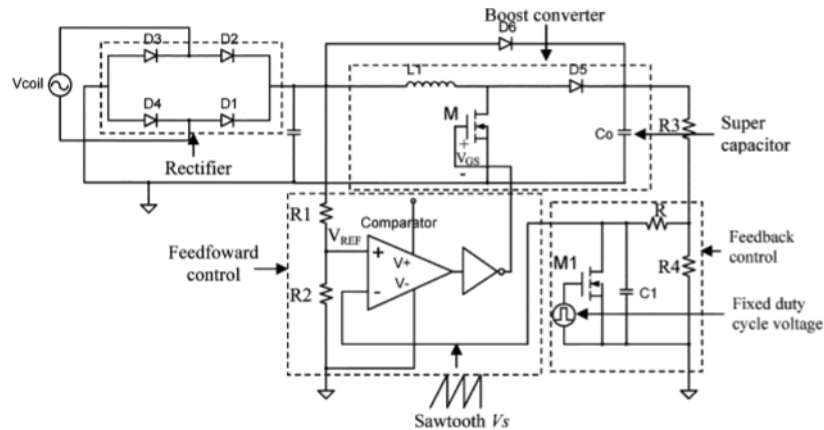 Boost converter
D3
D2
D6
Vcoil
L1
D5
D4
D1
M
+
VGS
-
Co
R3
Super
capacitor
Rectifier
R1
Comparator
VREF
+
V+
-
V-
R2
Feedfoward
control
R
M1
C1
R4
Feedback
control
Fixed duty
cycle voltage
Sawtooth Vs